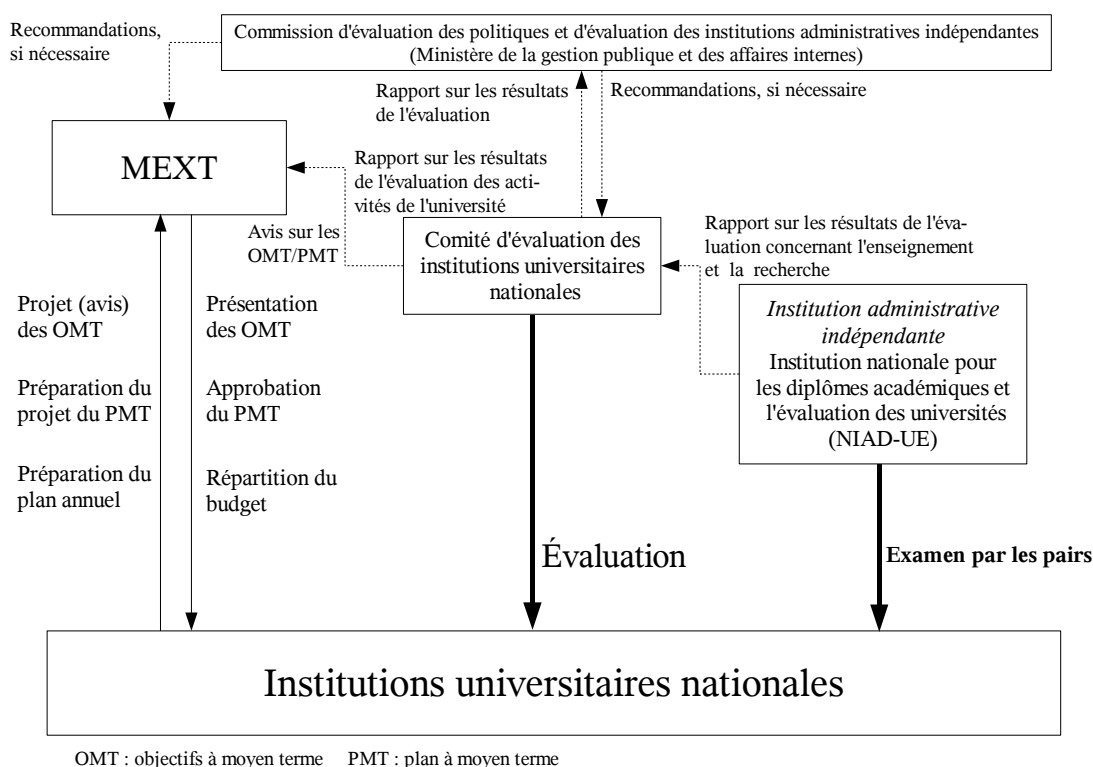 Recommandations,
si nécessaire
Commission d'évaluation des politiques et d'évaluation des institutions administratives indépendantes
(Ministère de la gestion publique et des affaires internes)
Rapport sur les résultats
de l'évaluation
Recommandations, si nécessaire
MEXT
Rapport sur les résultats
de l'évaluation des acti-
vités de l'université
Avis sur les
OMT/PMT
Comité d'évaluation des
institutions universitaires
nationales
Rapport sur les résultats de l'éva-
luation concernant l'enseignement
et la recherche
Institution administrative
indépendante
Institution nationale pour
les diplômes académiques et
l'évaluation des universités
(NIAD-UE)
Projet (avis)
des OMT
Présentation
des OMT
Préparation du
projet du PMT
Approbation
du PMT
Préparation du
plan annuel
Répartition du
budget
Évaluation
Examen par les pairs
Institutions universitaires nationales
OMT : objectifs à moyen terme PMT : plan à moyen terme